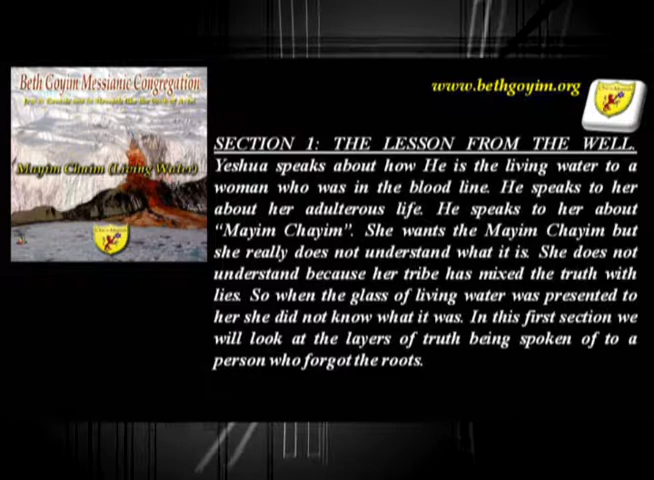 Beth Goyim Messianic Congregation
Mayim Chaim (Living Water)
www.bethgoyim.org
SECTION 1: THE LESSON FROM THE WELL.
Yeshua speaks about how He is the living water to a
woman who was in the blood line. He speaks to her
about her adulterous life. He speaks to her about
“Mayim Chayim”. She wants the Mayim Chayim but
she really does not understand what it is. She does not
understand because her tribe has mixed the truth with
lies. So when the glass of living water was presented to
her she did not know what it was. In this first section we
will look at the layers of truth being spoken of to a
person who forgot the roots.